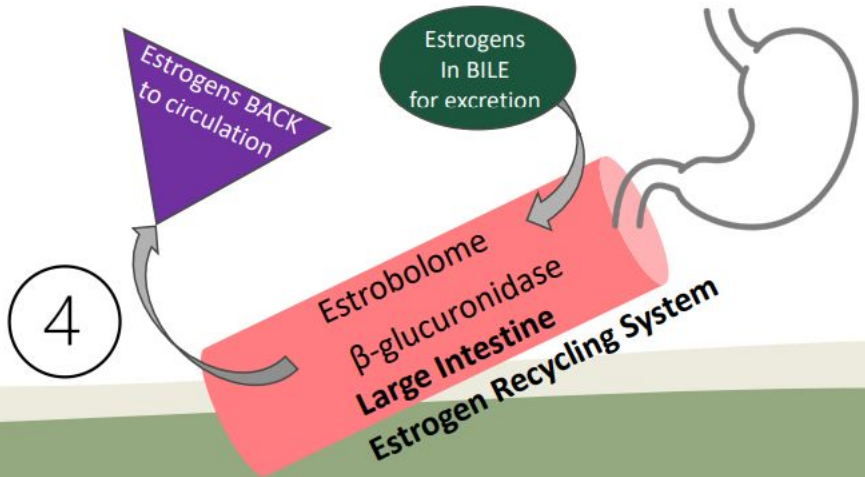 Estrogens BACK
to circulation
Estrogens
In BILE
for excretion
4
Estrobolome
β-glucuronidase
Large Intestine
Estrogen Recycling System